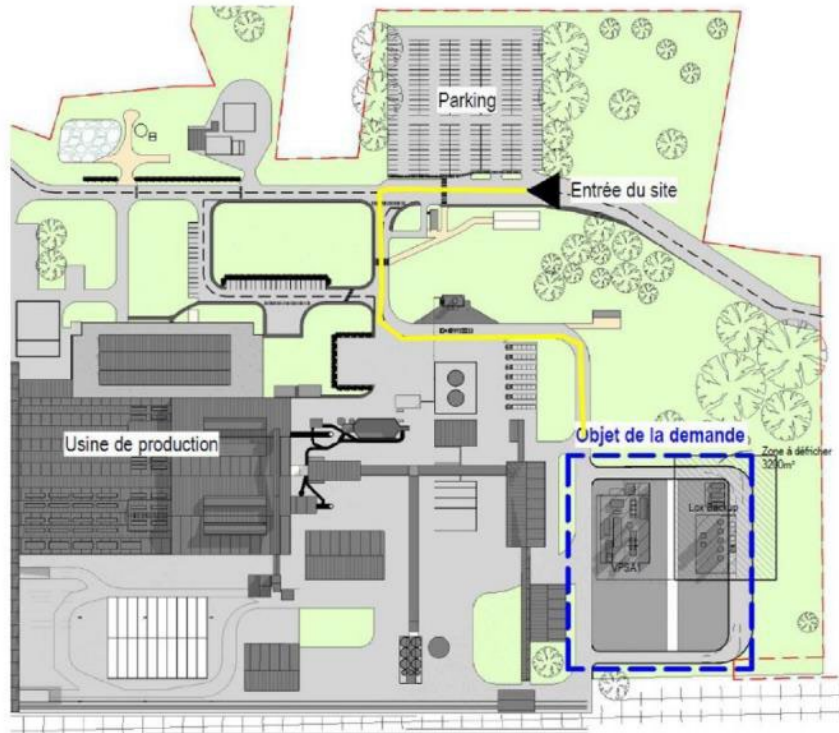 Parking
Entrée du site
Usine de production
Objet de la demande
Zone à défricher
3200m²
Lox Backup
VPSA1